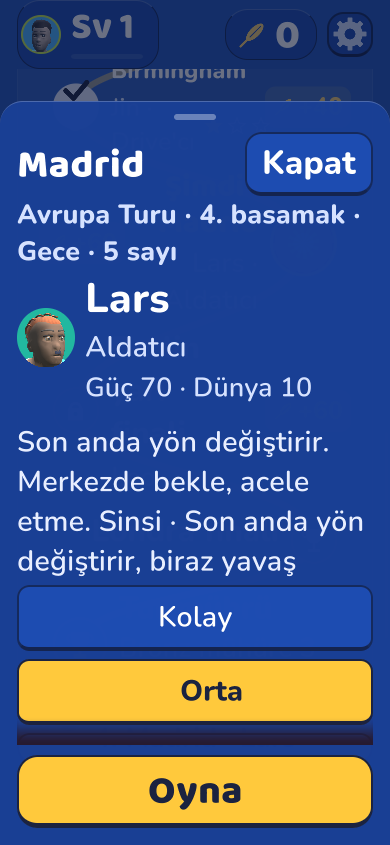 Sv 1
0
Birmingham
Madrid
Kapat
Avrupa Turu · 4. basamak ·
Gece · 5 sayı
Lars
Aldatıcı
Güç 70 · Dünya 10
Son anda yön değiştirir.
Merkezde bekle, acele
etme. Sinsi · Son anda yön
değiştirir, biraz yavaş
Kolay
Orta
Oyna